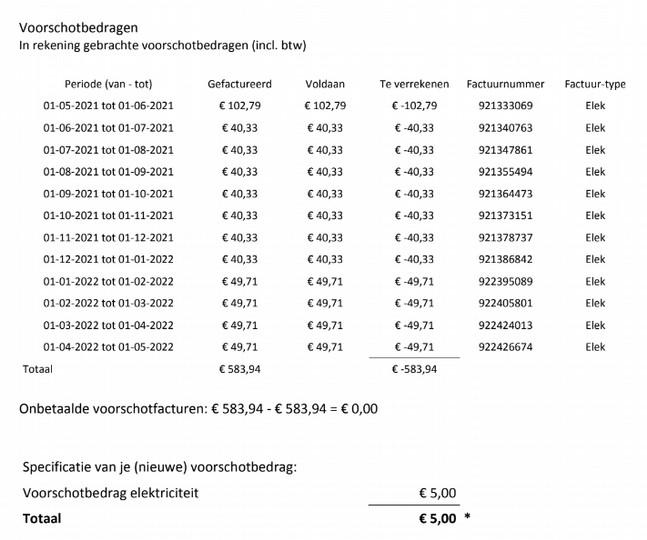 Voorschotbedragen
In rekening gebrachte voorschotbedragen (incl. btw)
Periode (van - tot) Gefactureerd Voldaan Te verrekenen Factuurnummer Factuur-type
01-05-2021 tot 01-06-2021 € 102,79 € 102,79 € -102,79 921333069 Elek
01-06-2021 tot 01-07-2021 € 40,33 € 40,33 € -40,33 921340763 Elek
01-07-2021 tot 01-08-2021 € 40,33 € 40,33 € -40,33 921347861 Elek
01-08-2021 tot 01-09-2021 € 40,33 € 40,33 € -40,33 921355494 Elek
01-09-2021 tot 01-10-2021 € 40,33 € 40,33 € -40,33 921364473 Elek
01-10-2021 tot 01-11-2021 € 40,33 € 40,33 € -40,33 921373151 Elek
01-11-2021 tot 01-12-2021 € 40,33 € 40,33 € -40,33 921378737 Elek
01-12-2021 tot 01-01-2022 € 40,33 € 40,33 € -40,33 921386842 Elek
01-01-2022 tot 01-02-2022 € 49,71 € 49,71 € -49,71 922395089 Elek
01-02-2022 tot 01-03-2022 € 49,71 € 49,71 € -49,71 922405801 Elek
01-03-2022 tot 01-04-2022 € 49,71 € 49,71 € -49,71 922424013 Elek
01-04-2022 tot 01-05-2022 € 49,71 € 49,71 € -49,71 922426674 Elek
Totaal € 583,94 € -583,94
Onbetaalde voorschotfacturen: € 583,94 - € 583,94 = € 0,00
Specificatie van je (nieuwe) voorschotbedrag:
Voorschotbedrag elektriciteit € 5,00
Totaal € 5,00 *